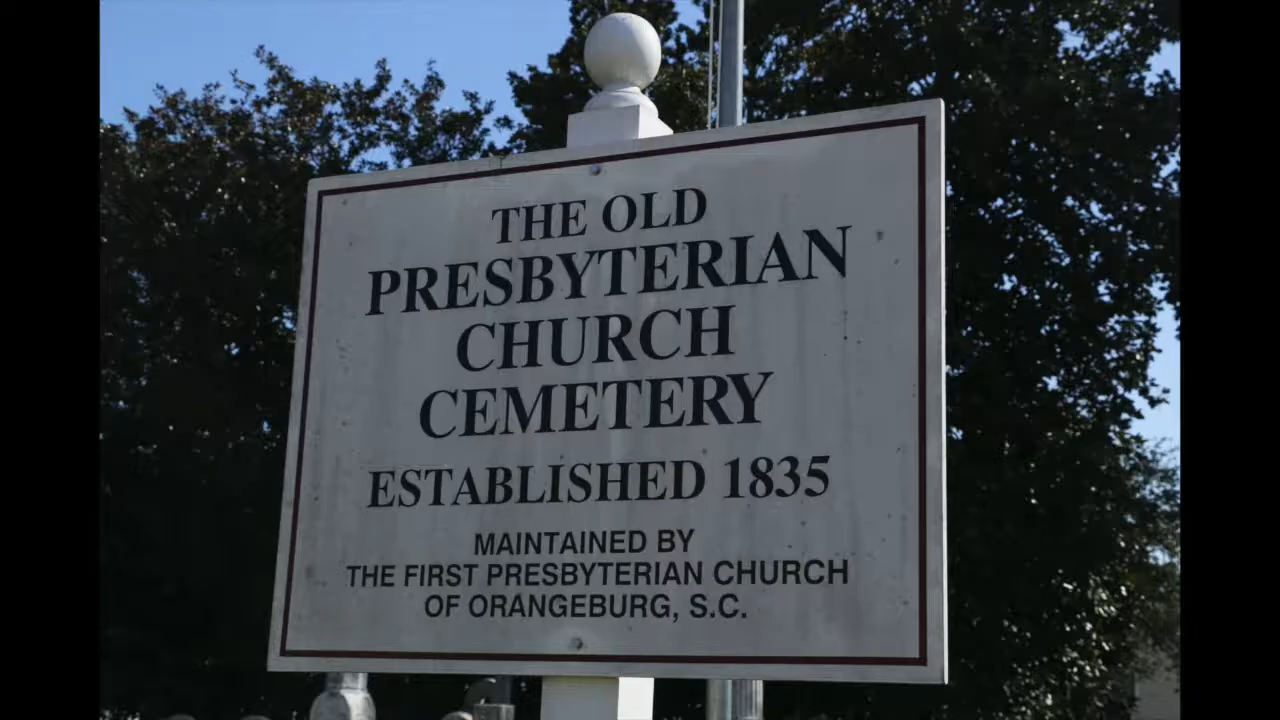 THE OLD
PRESBYTERIAN
CHURCH
CEMETERY
ESTABLISHED 1835
MAINTAINED BY
THE FIRST PRESBYTERIAN CHURCH
OF ORANGEBURG, S.C.